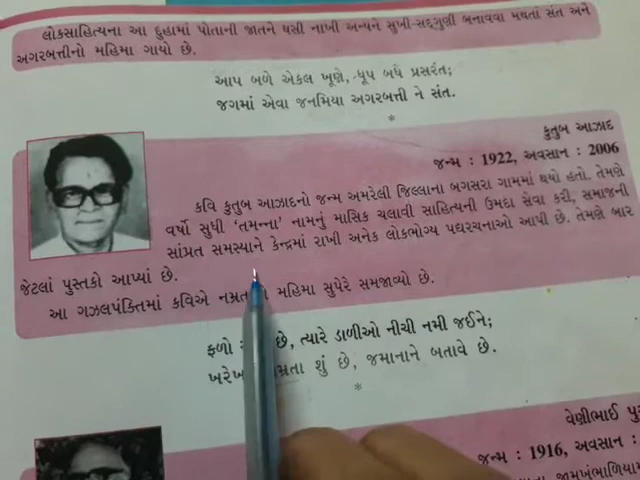 લોકસાહિત્યના આ દુહામાં પોતાની જાતને ઘસી નાખી અન્યને સુખી-સદ્ગુણી બનાવવા મથતાં સંત અને
અગરબત્તીનો મહિમા ગાયો છે.
આપ બળે એકલ ખૂણે, ધૂપ બધે પ્રસરંત;
જગમાં એવા જનમિયા અગરબત્તી ને સંત.
*
કુતુબ આઝાદ
જન્મ : 1922, અવસાન : 2006
કવિ કુતુબ આઝાદનો જન્મ અમરેલી જિલ્લાના બગસરા ગામમાં થયો હતો. તેમણે
વર્ષો સુધી ‘તમન્ના’ નામનું માસિક ચલાવી સાહિત્યની ઉમદા સેવા કરી, સમાજની
સાંપ્રત સમસ્યાને કેન્દ્રમાં રાખી અનેક લોકભોગ્ય પદ્યરચનાઓ આપી છે. તેમણે બાર
જેટલાં પુસ્તકો આપ્યાં છે.
આ ગઝલપંક્તિમાં કવિએ મહિમા સુપેરે સમજાવ્યો છે.
ફળો છે, ત્યારે ડાળીઓ નીચી નમી જઈને;
શું છે, જમાનાને બતાવે છે.
*
વેણીભાઈ
જન્મ : 1916, અવસાન :